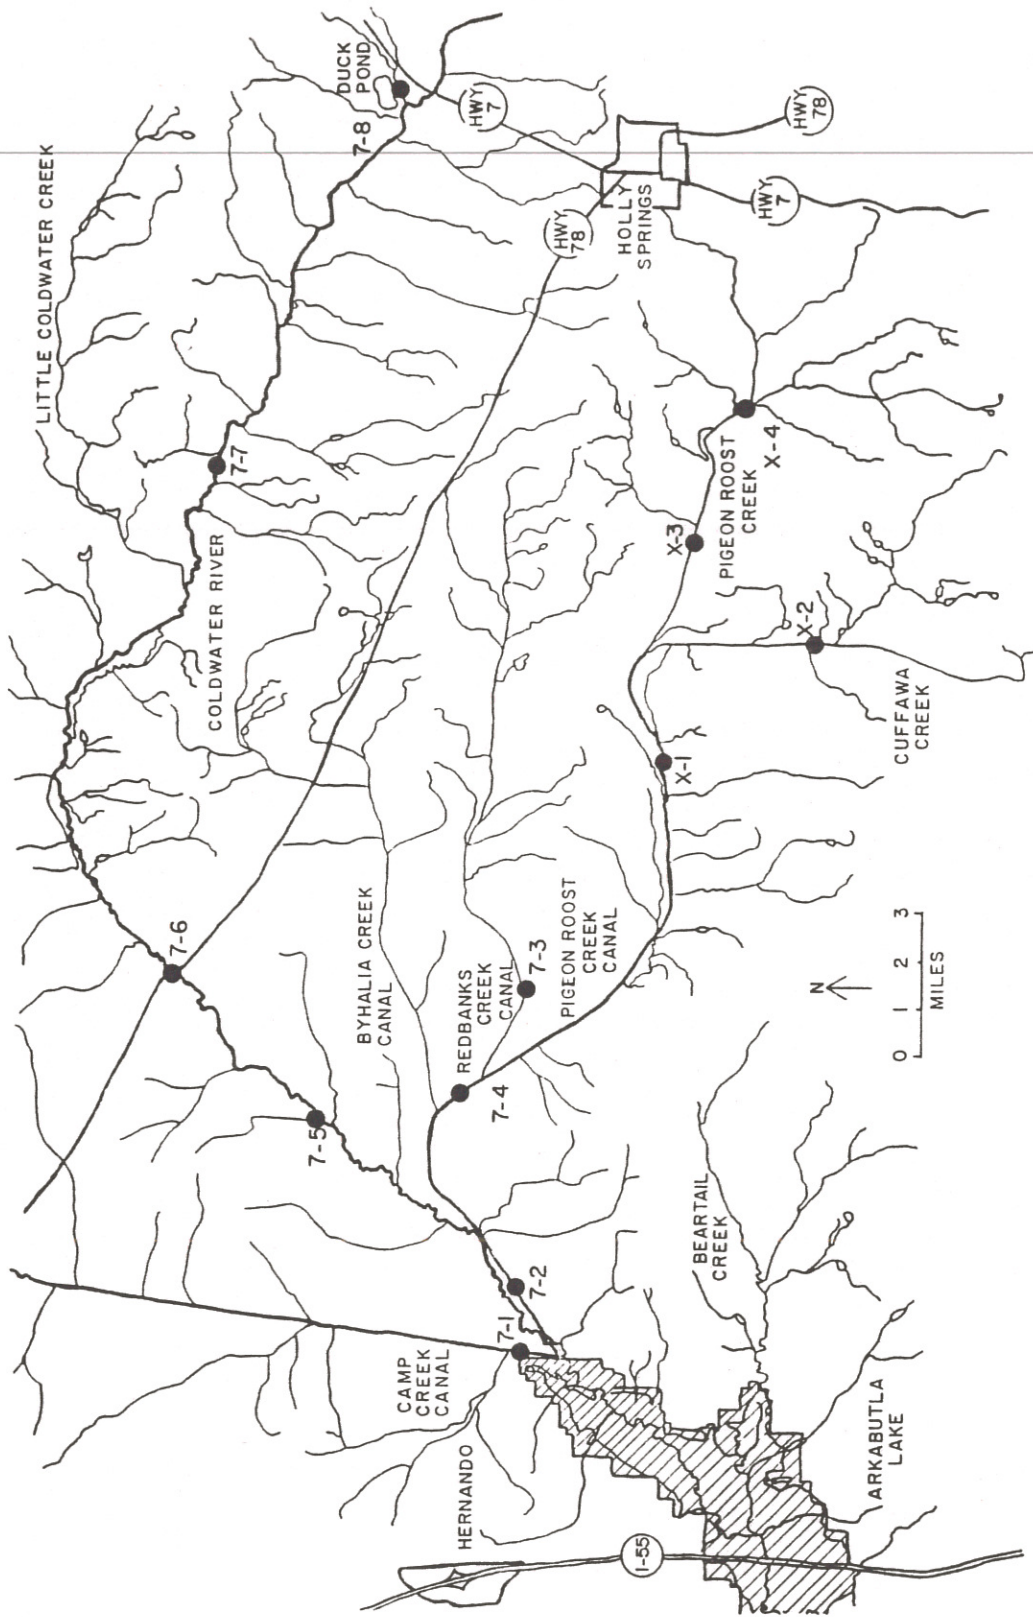 LITTLE COLDWATER CREEK
DUCK
POND
7-8
HWY
7
HWY
78
HWY
78
HOLLY
SPRINGS
HWY
7
7-7
COLDWATER RIVER
X-4
PIGEON ROOST
CREEK
X-3
X-2
CUFFAWA
CREEK
X-1
7-6
BYHALIA CREEK
CANAL
REDBANKS
CREEK
CANAL
7-3
PIGEON ROOST
CREEK
CANAL
7-4
7-5
N
0 1 2 3
MILES
BEARTAIL
CREEK
7-2
7-1
CAMP
CREEK
CANAL
HERNANDO
ARKABUTLA
LAKE
I-55